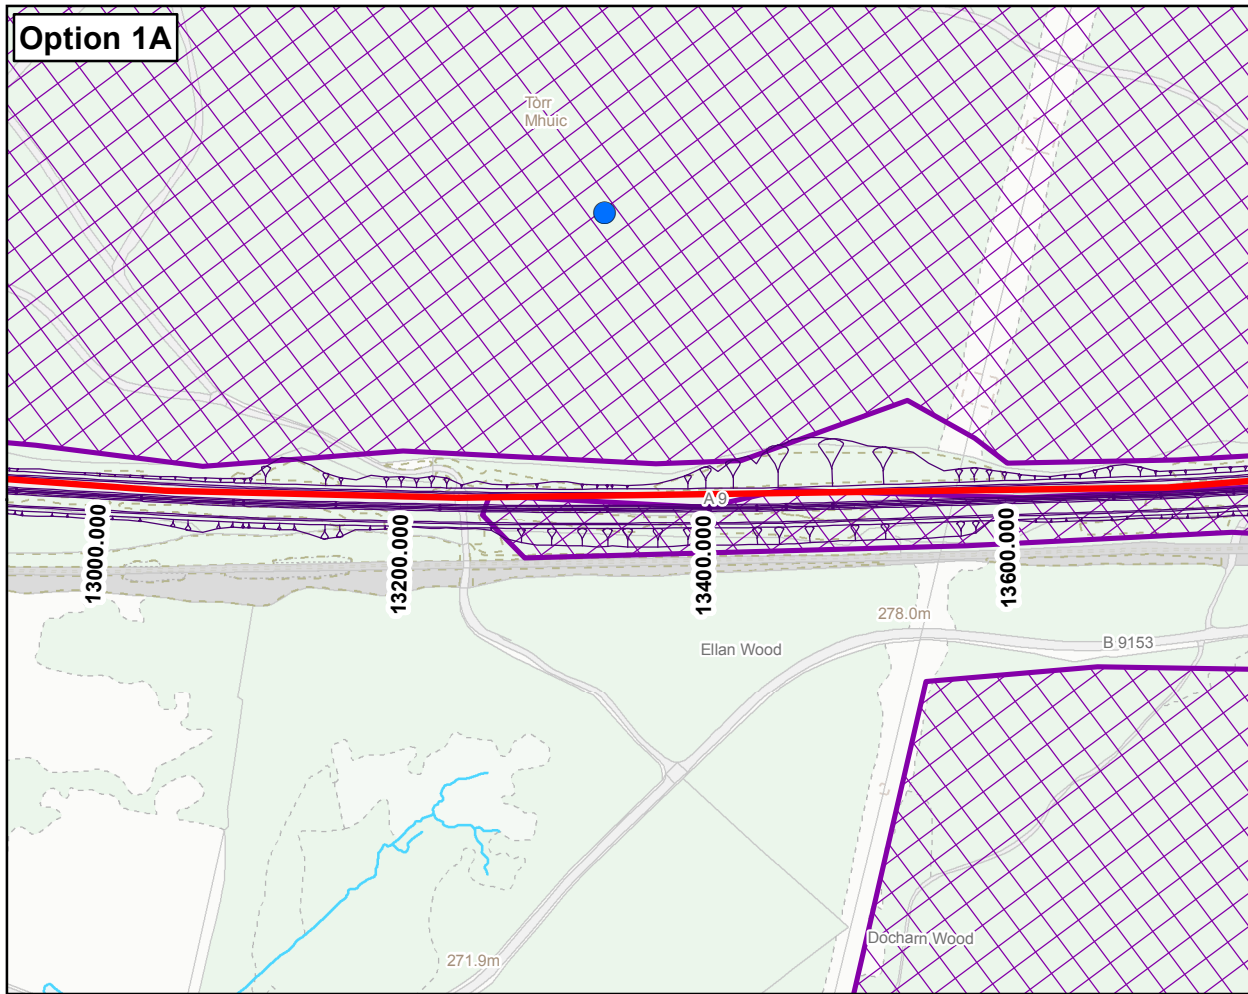 Option 1A
Tòrr
Mhuic
A 9
13000.000
13200.000
13400.000
13600.000
278.0m
B 9153
Ellan Wood
Docharn Wood
271.9m